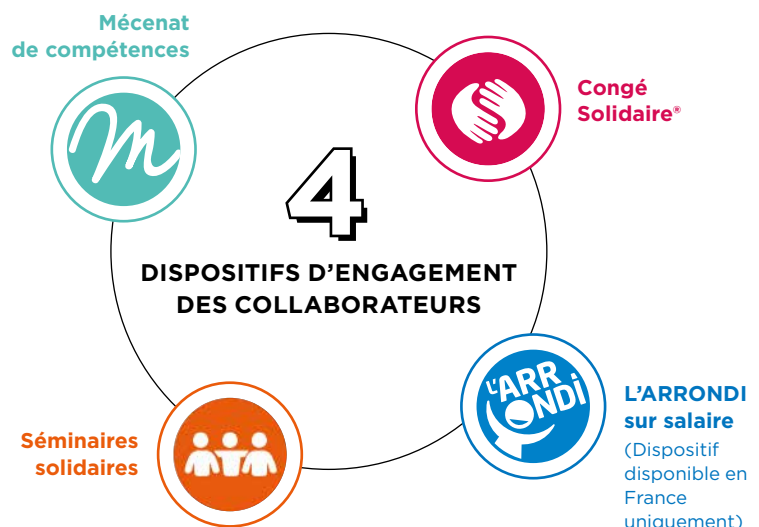 Mécénat
de compétences
Congé
Solidaire®
4
DISPOSITIFS D'ENGAGEMENT
DES COLLABORATEURS
L'ARR
ONDI
L'ARRONDI
sur salaire
(Dispositif
disponible en
France
uniquement)
Séminaires
solidaires